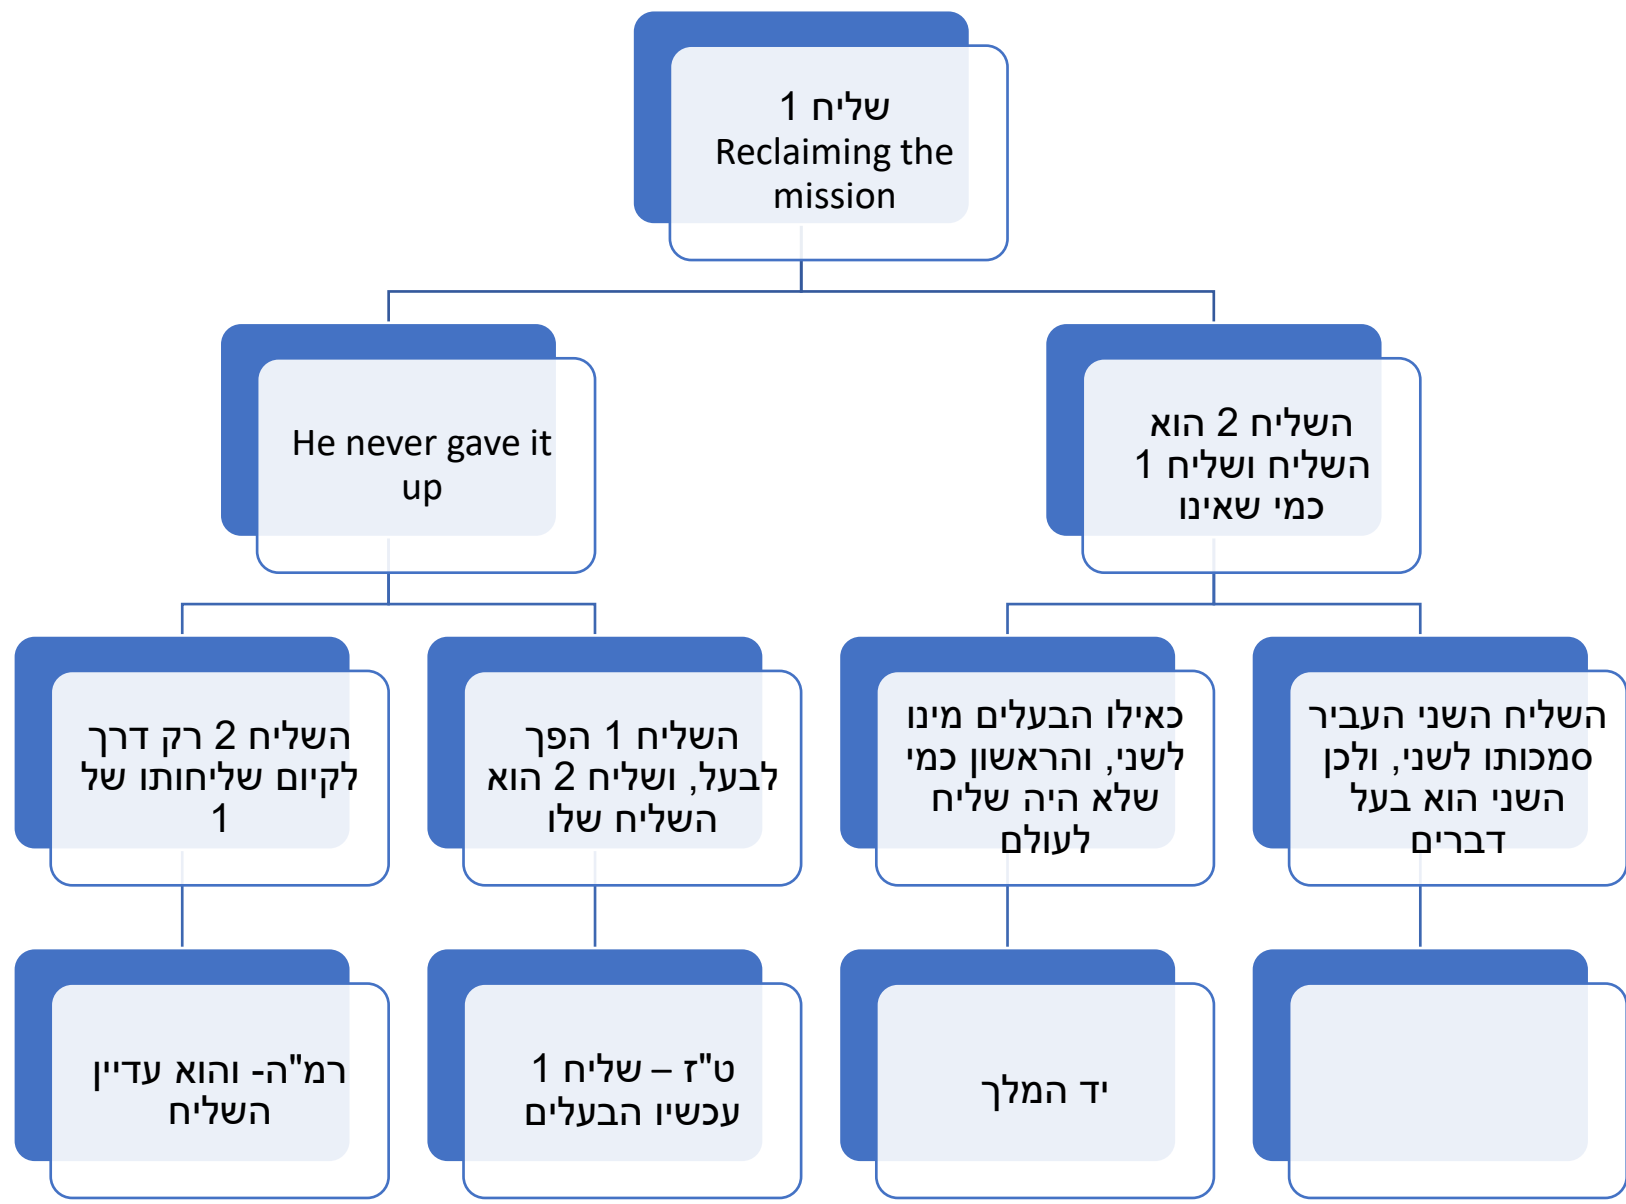 שליח 1
Reclaiming the
mission
He never gave it
up
השליח 2 הוא
השליח ושליח 1
כמי שאינו
השליח 2 רק דרך
לקיום שליחותו של
1
השליח 1 הפך
לבעל, ושליח 2 הוא
השליח שלו
כאילו הבעלים מינו
לשני, והראשון כמי
שלא היה שליח
לעולם
השליח השני העביר
סמכותו לשני, ולכן
השני הוא בעל
דברים
רמ"ה- והוא עדיין
השליח
ט"ז – שליח 1
עכשיו הבעלים
יד המלך